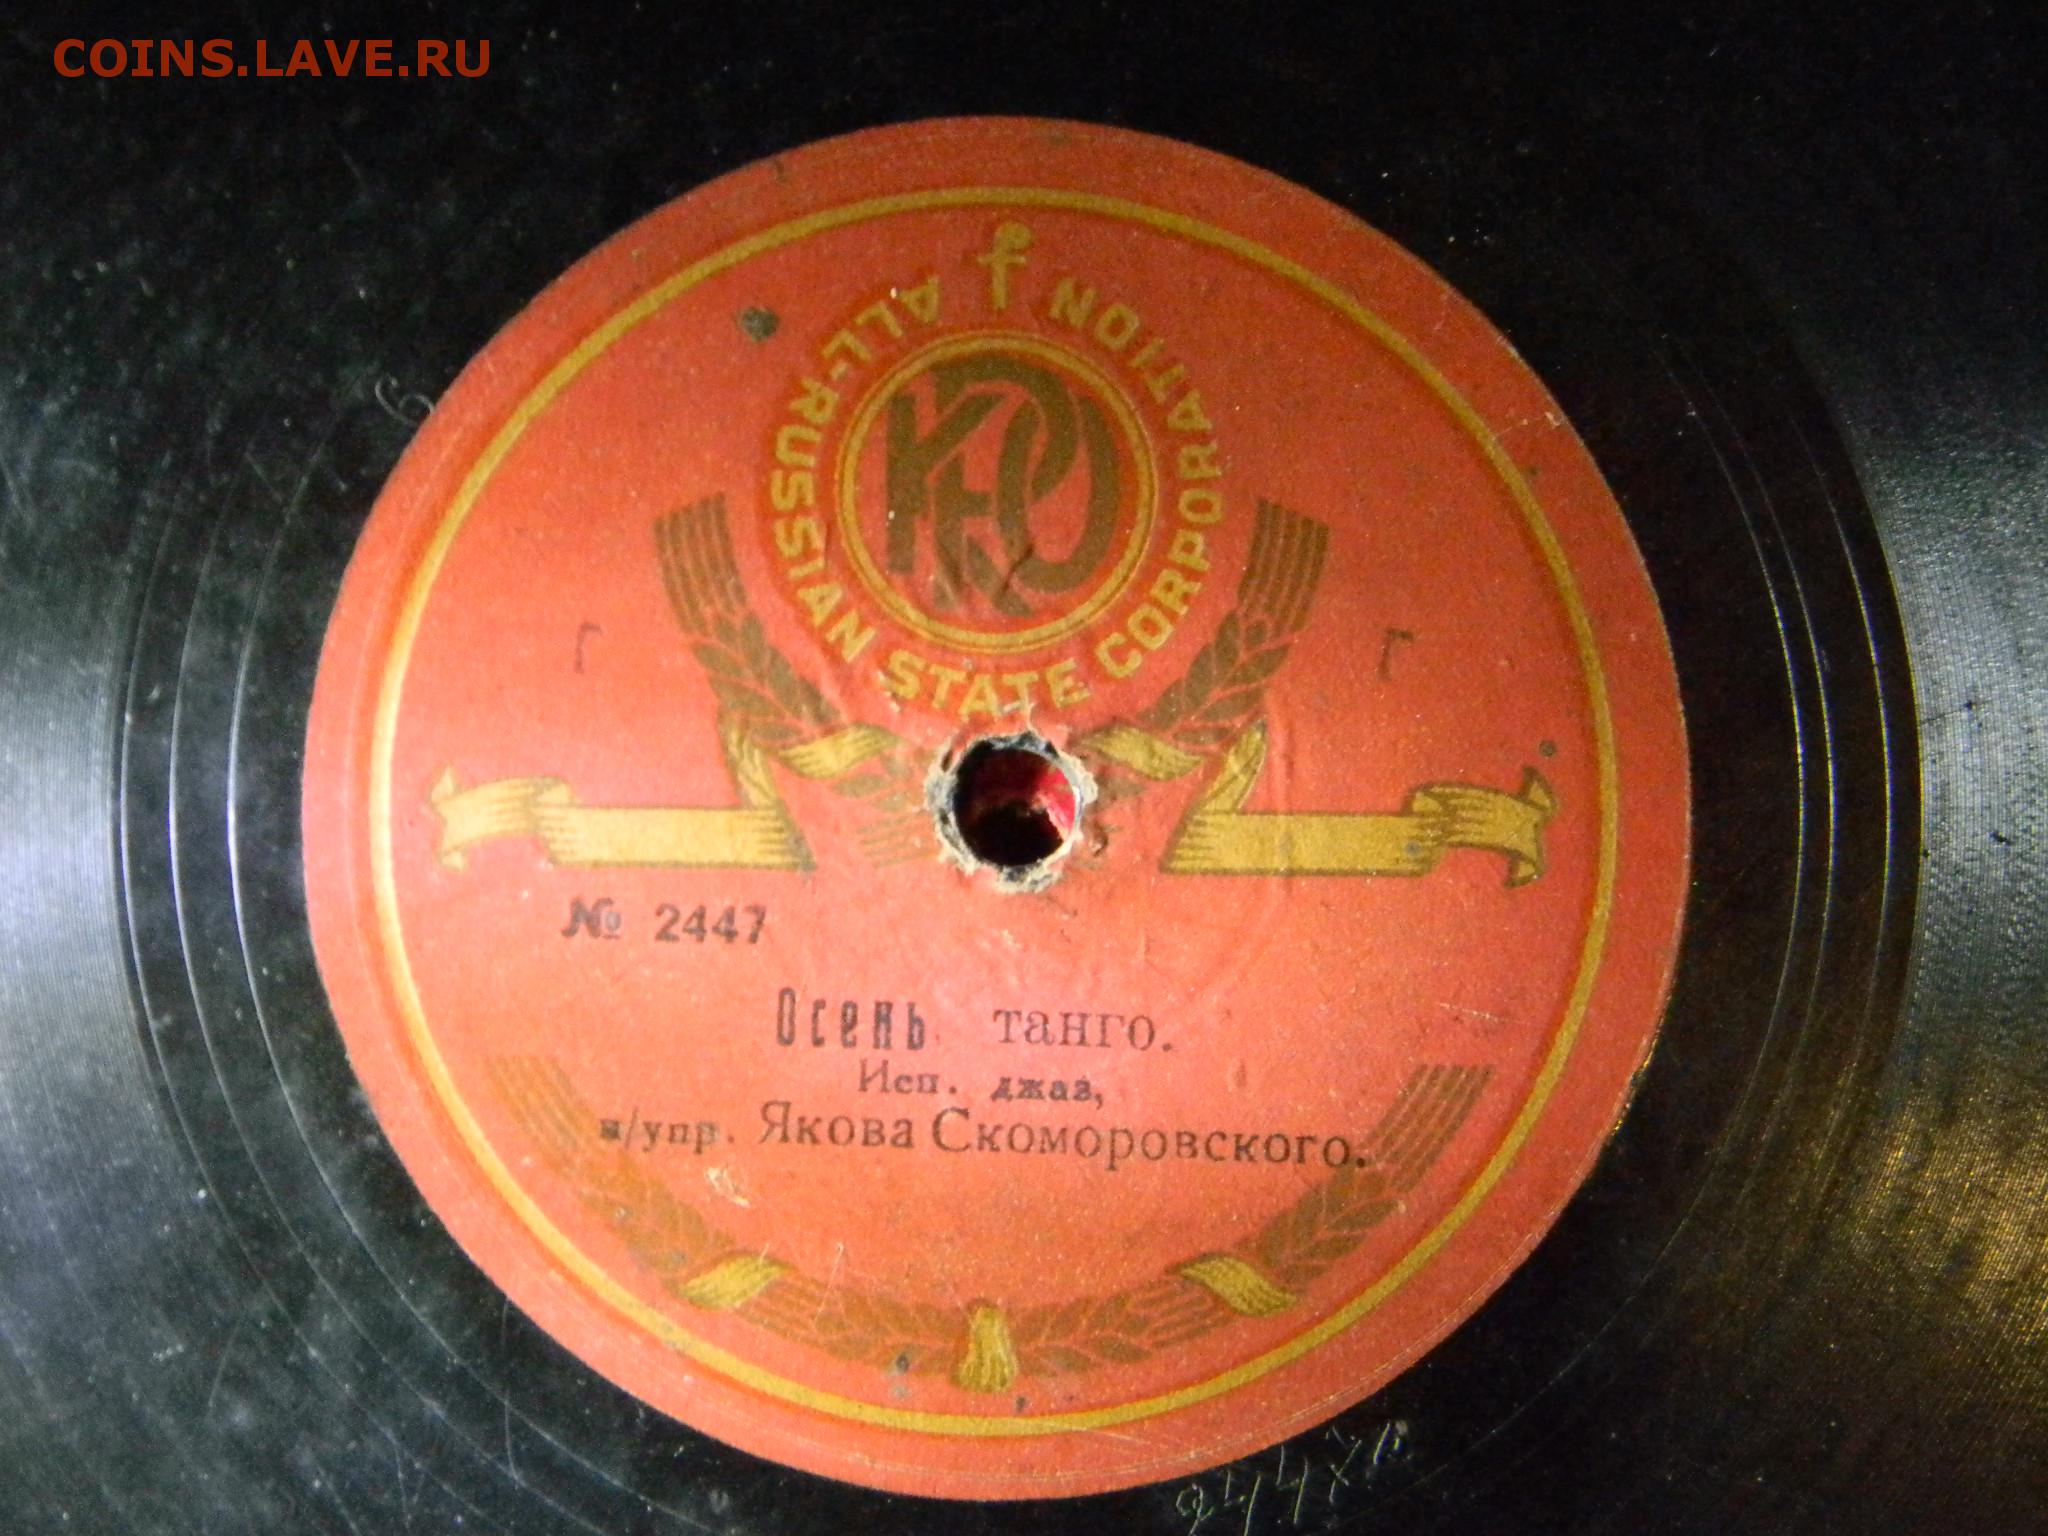 COINS.LAVE.RU
ALL-RUSSIAN STATE CORPORATION
№ 2447
Осень танго.
Исп. джаз,
п/упр. Якова Скоморовского.